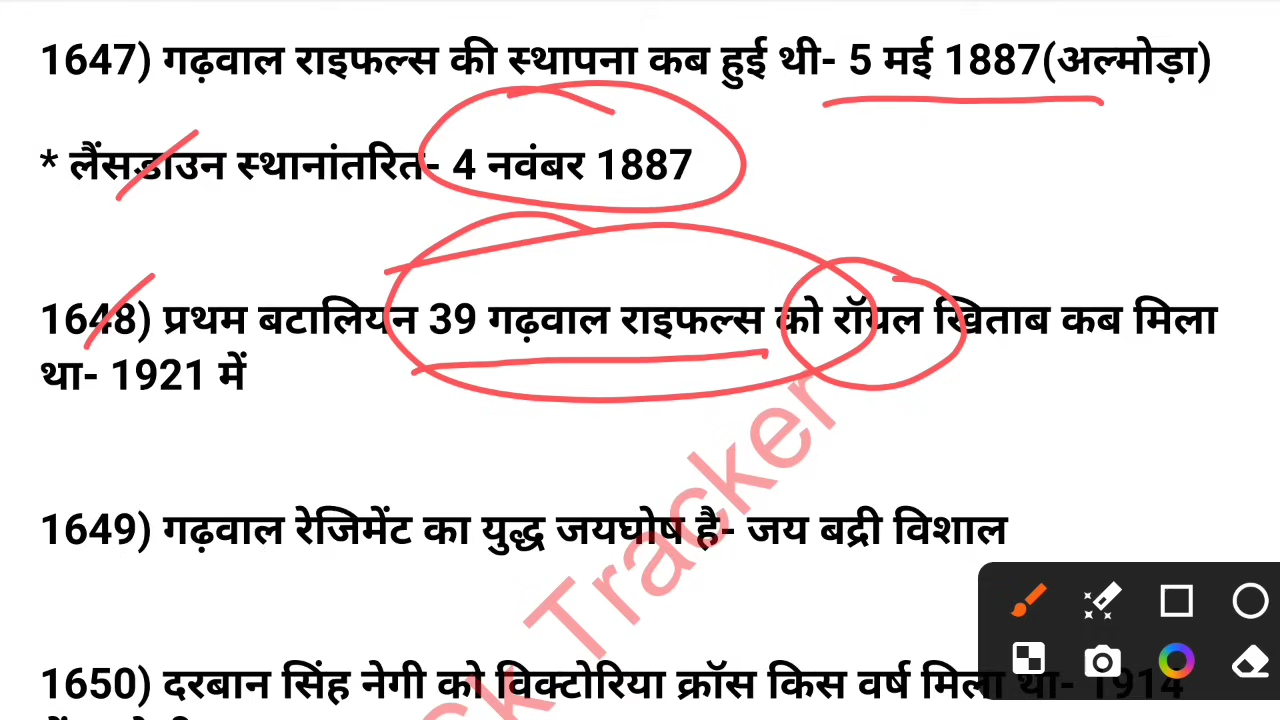 1647) गढ़वाल राइफल्स की स्थापना कब हुई थी- 5 मई 1887(अल्मोड़ा)
* लैंसडाउन स्थानांतरित- 4 नवंबर 1887
1648) प्रथम बटालियन 39 गढ़वाल राइफल्स को रॉयल खिताब कब मिला
था- 1921 में
1649) गढ़वाल रेजिमेंट का युद्ध जयघोष है- जय बद्री विशाल
1650) दरबान सिंह नेगी को विक्टोरिया क्रॉस किस वर्ष मिला था- 1914
k Tracker